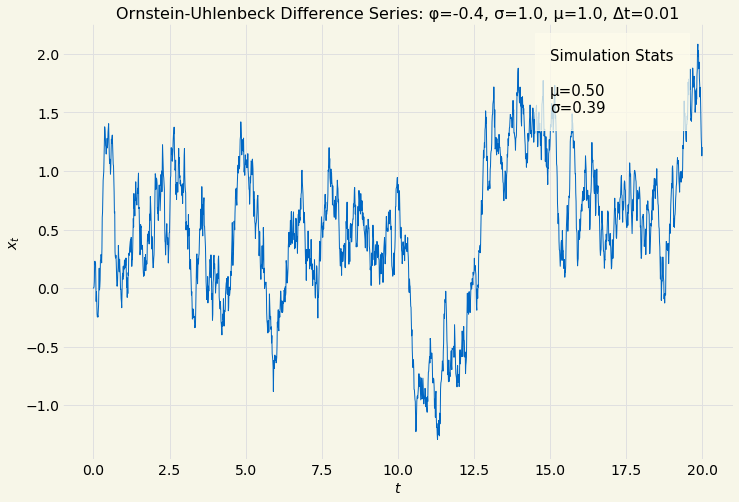 Ornstein-Uhlenbeck Difference Series: φ=-0.4, σ=1.0, μ=1.0, Δt=0.01
Simulation Stats
μ=0.50
σ=0.39
2.0
1.5
1.0
0.5
0.0
−0.5
−1.0
x_t
0.0 2.5 5.0 7.5 10.0 12.5 15.0 17.5 20.0
t